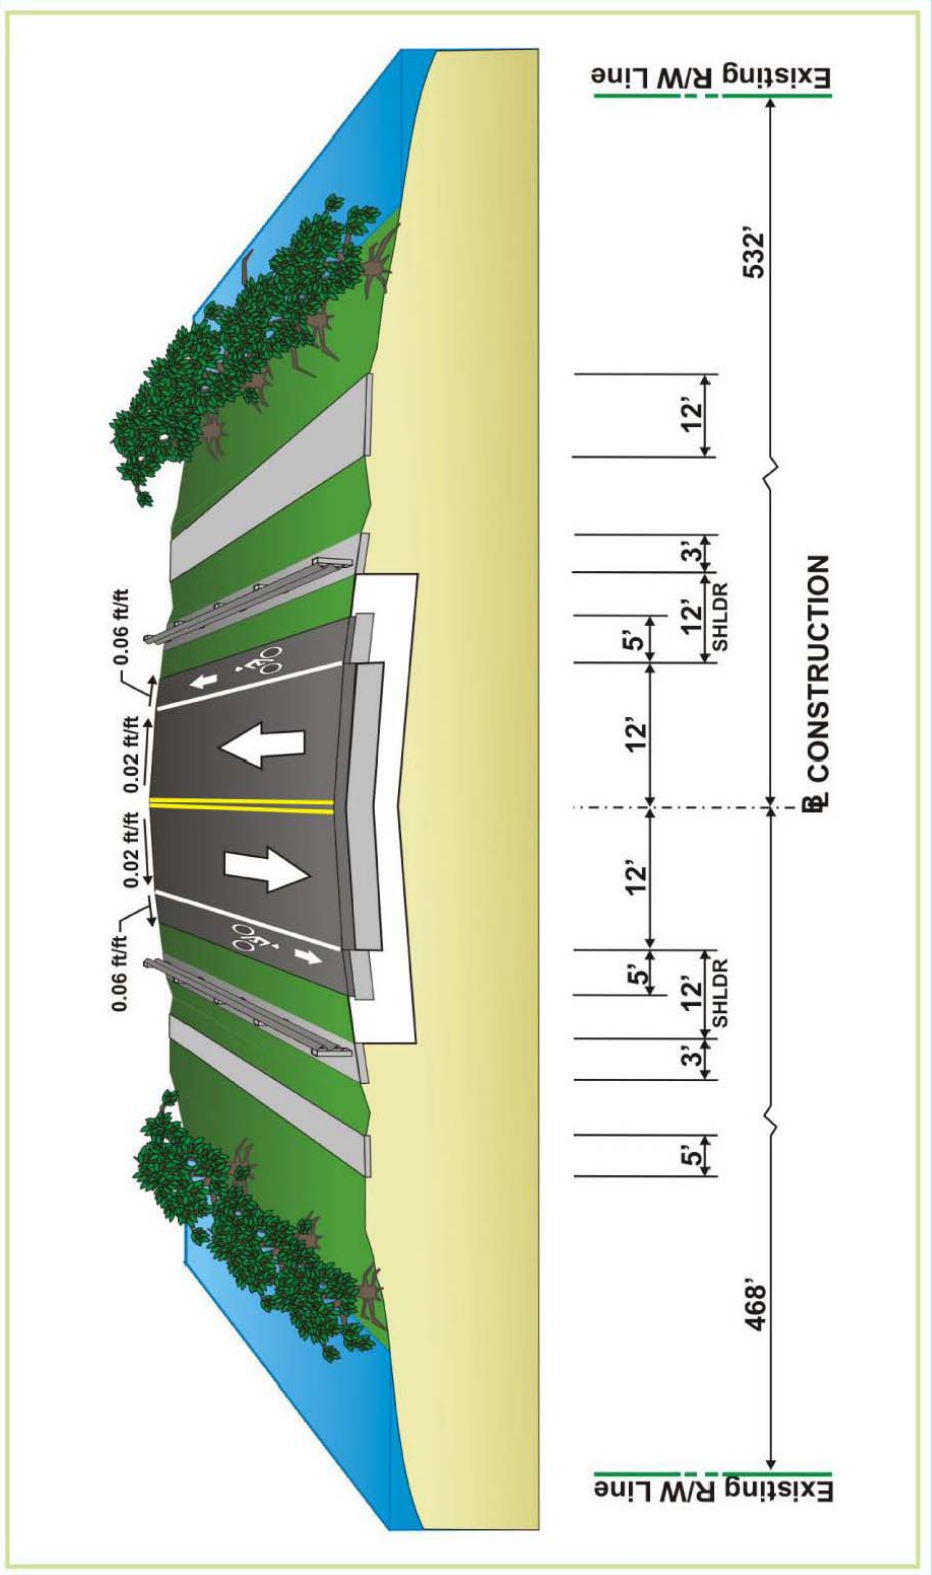 0.06 ft/ft
0.02 ft/ft
0.02 ft/ft
0.06 ft/ft
Existing R/W Line
Existing R/W Line
5’
12’
12’
5’
5’
3’
12’
SHLDR
12’
SHLDR
3’
12’
468’
532’
BL CONSTRUCTION